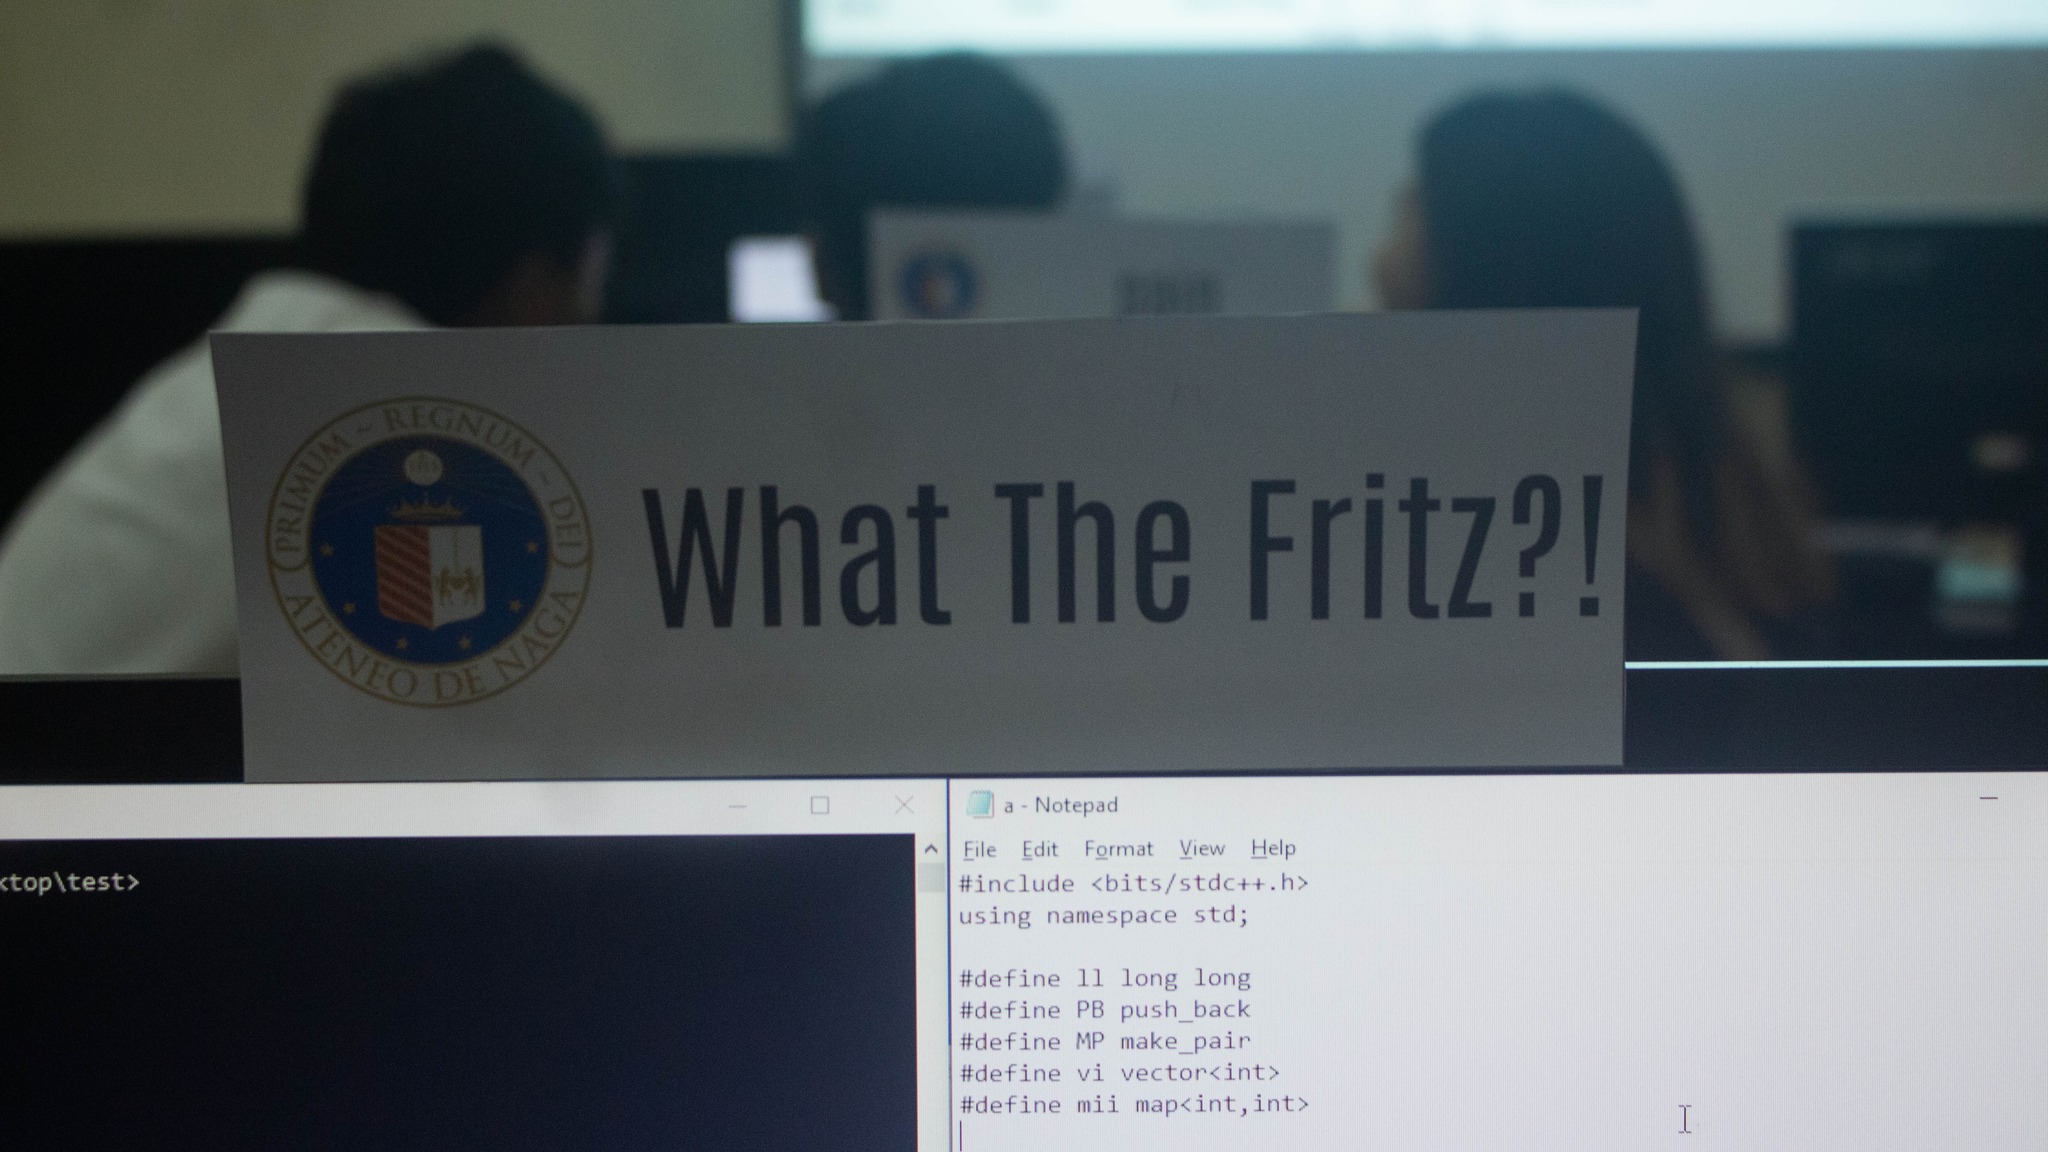 PRIMUM ~ REGNUM ~ DEI
ATENEO DE NAGA
What The Fritz?!
a - Notepad
File Edit Format View Help
ktop\test>
#include <bits/stdc++.h>
using namespace std;
#define ll long long
#define PB push_back
#define MP make_pair
#define vi vector<int>
#define mii map<int,int>